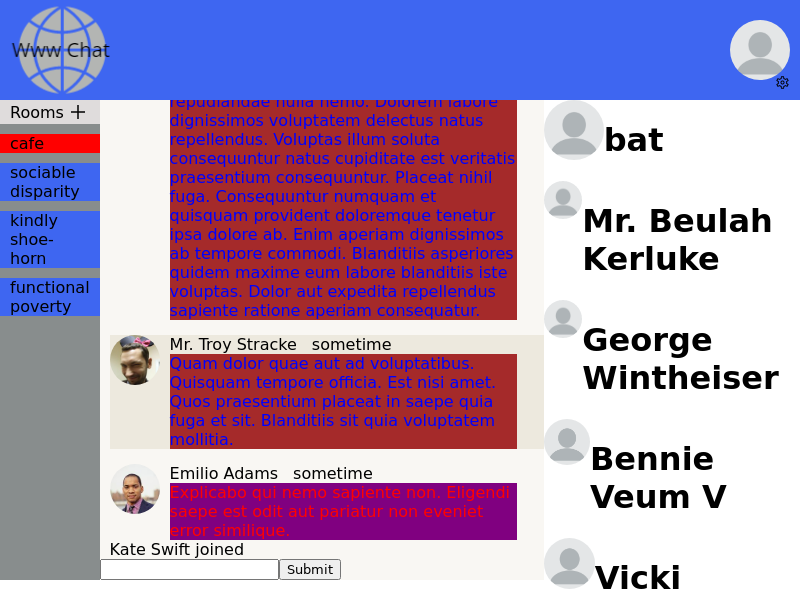 Www Chat
Rooms
cafe
sociable
disparity
kindly
shoe-
horn
functional
poverty
repudiandae nulla nemo. Dolorem labore
dignissimos voluptatem delectus natus
repellendus. Voluptas illum soluta
consequuntur natus cupiditate est veritatis
praesentium consequuntur. Placeat nihil
fuga. Consequuntur numquam et
quisquam provident doloremque tenetur
ipsa dolore ab. Enim aperiam dignissimos
ab tempore commodi. Blanditiis asperiores
quidem maxime eum labore blanditiis iste
voluptas. Dolor aut expedita repellendus
sapiente ratione aperiam consequatur.
Mr. Troy Stracke sometime
Quam dolor quae aut ad voluptatibus.
Quisquam tempore officia. Est nisi amet.
Quos praesentium placeat in saepe quia
fuga et sit. Blanditiis sit quia voluptatem
mollitia.
Emilio Adams sometime
Explicabo qui nemo sapiente non. Eligendi
saepe est odit aut pariatur non eveniet
error similique.
Kate Swift joined
Submit
bat
Mr. Beulah
Kerluke
George
Wintheiser
Bennie
Veum V
Vicki